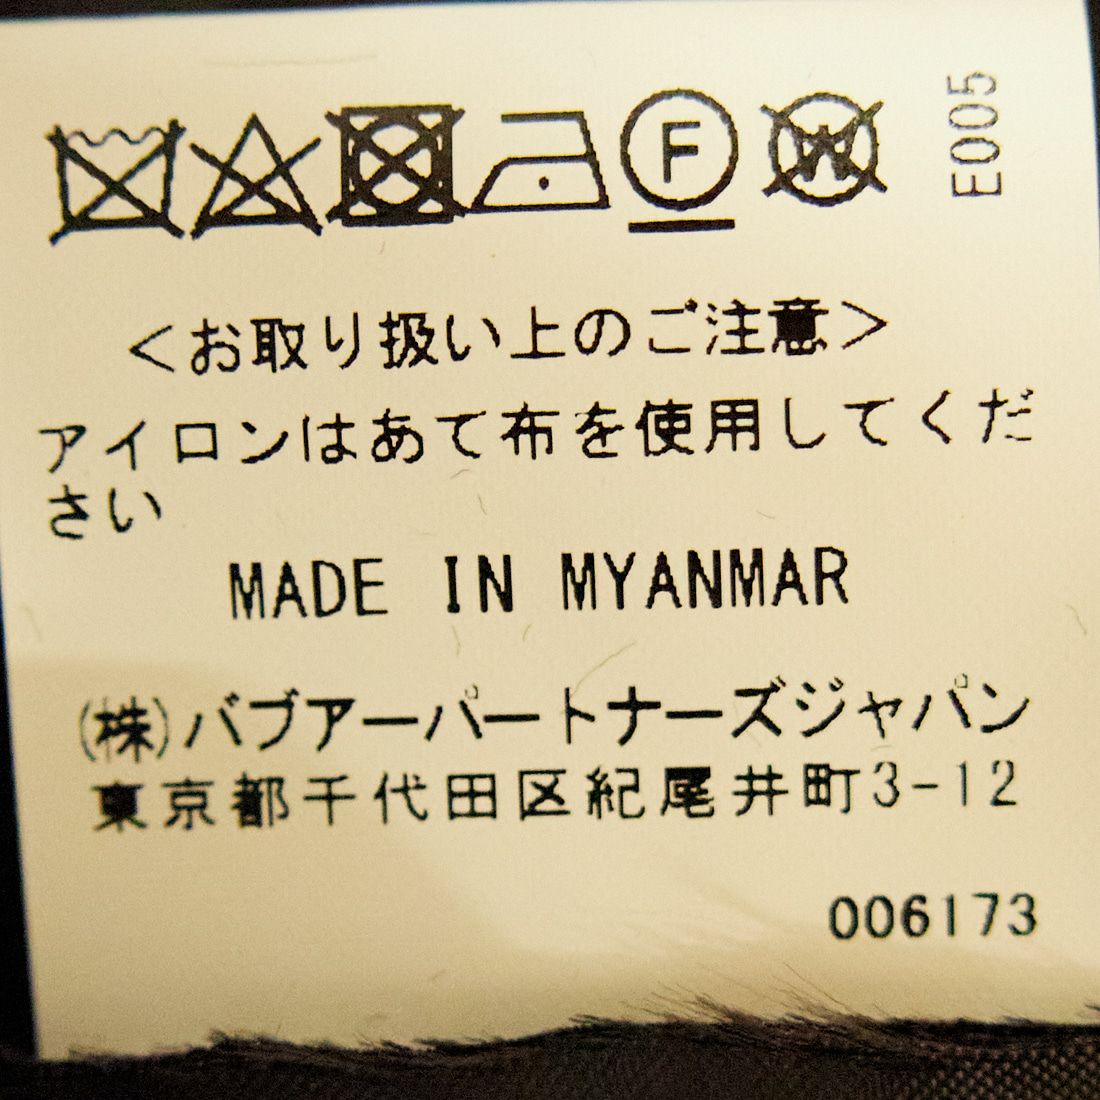 F W E005
<お取り扱い上のご注意>
アイロンはあて布を使用してくだ
さい
MADE IN MYANMAR
(株)バブアーパートナーズジャパン
東京都千代田区紀尾井町3-12
006173